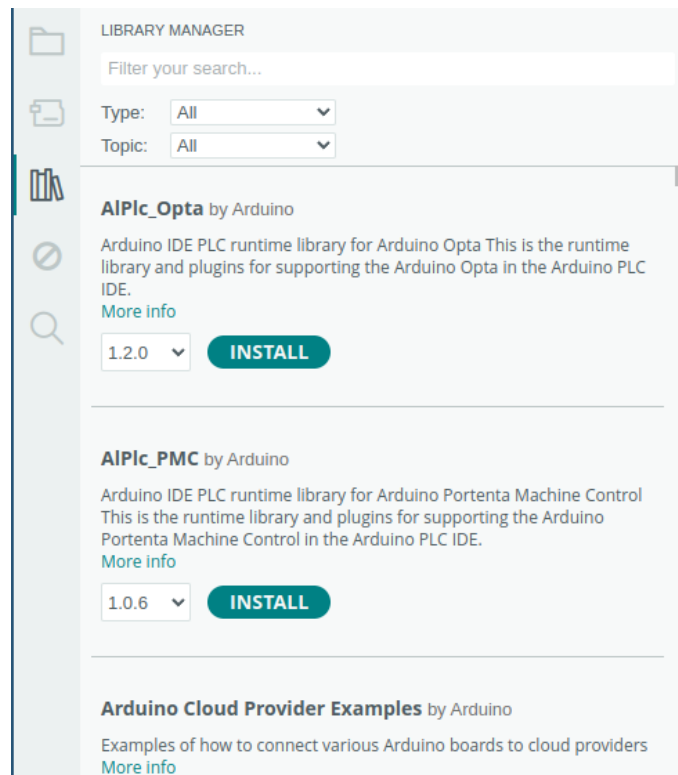 LIBRARY MANAGER
Filter your search...
Type: All
Topic: All
AlPlc_Opta by Arduino
Arduino IDE PLC runtime library for Arduino Opta This is the runtime
library and plugins for supporting the Arduino Opta in the Arduino PLC
IDE.
More info
1.2.0 INSTALL
AlPlc_PMC by Arduino
Arduino IDE PLC runtime library for Arduino Portenta Machine Control
This is the runtime library and plugins for supporting the Arduino
Portenta Machine Control in the Arduino PLC IDE.
More info
1.0.6 INSTALL
Arduino Cloud Provider Examples by Arduino
Examples of how to connect various Arduino boards to cloud providers
More info